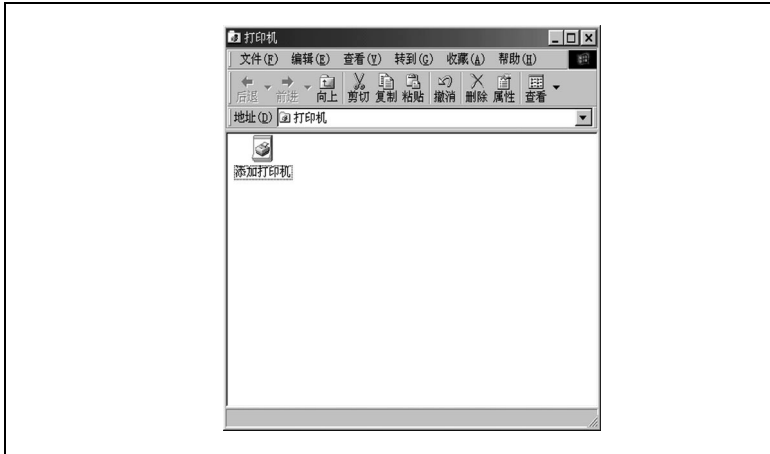 打印机
文件(F) 编辑(E) 查看(V) 转到(G) 收藏(A) 帮助(H)
后退 前进 向上 剪切 复制 粘贴 撤消 删除 属性 查看
地址(D) 打印机
添加打印机